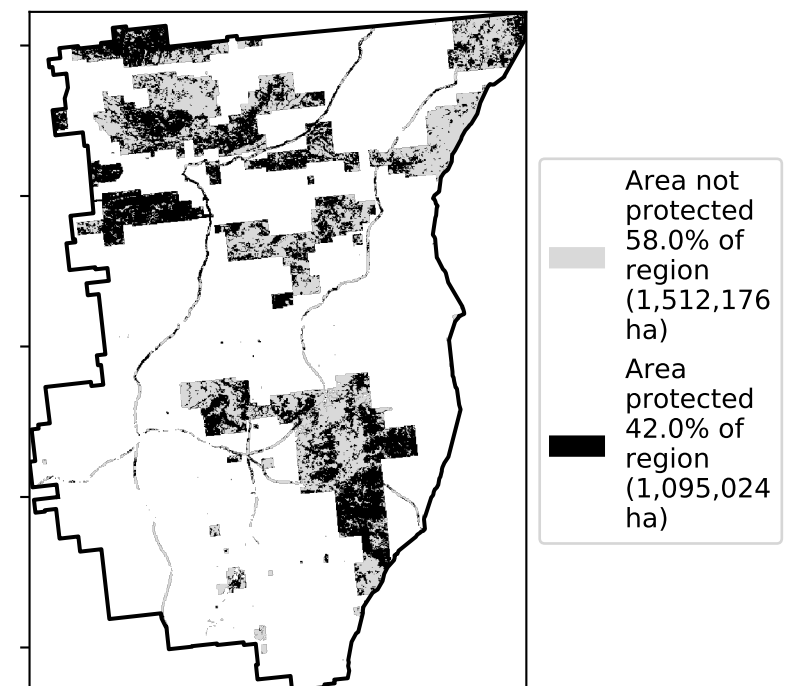 Area not
protected
58.0% of
region
(1,512,176
ha)
Area
protected
42.0% of
region
(1,095,024
ha)